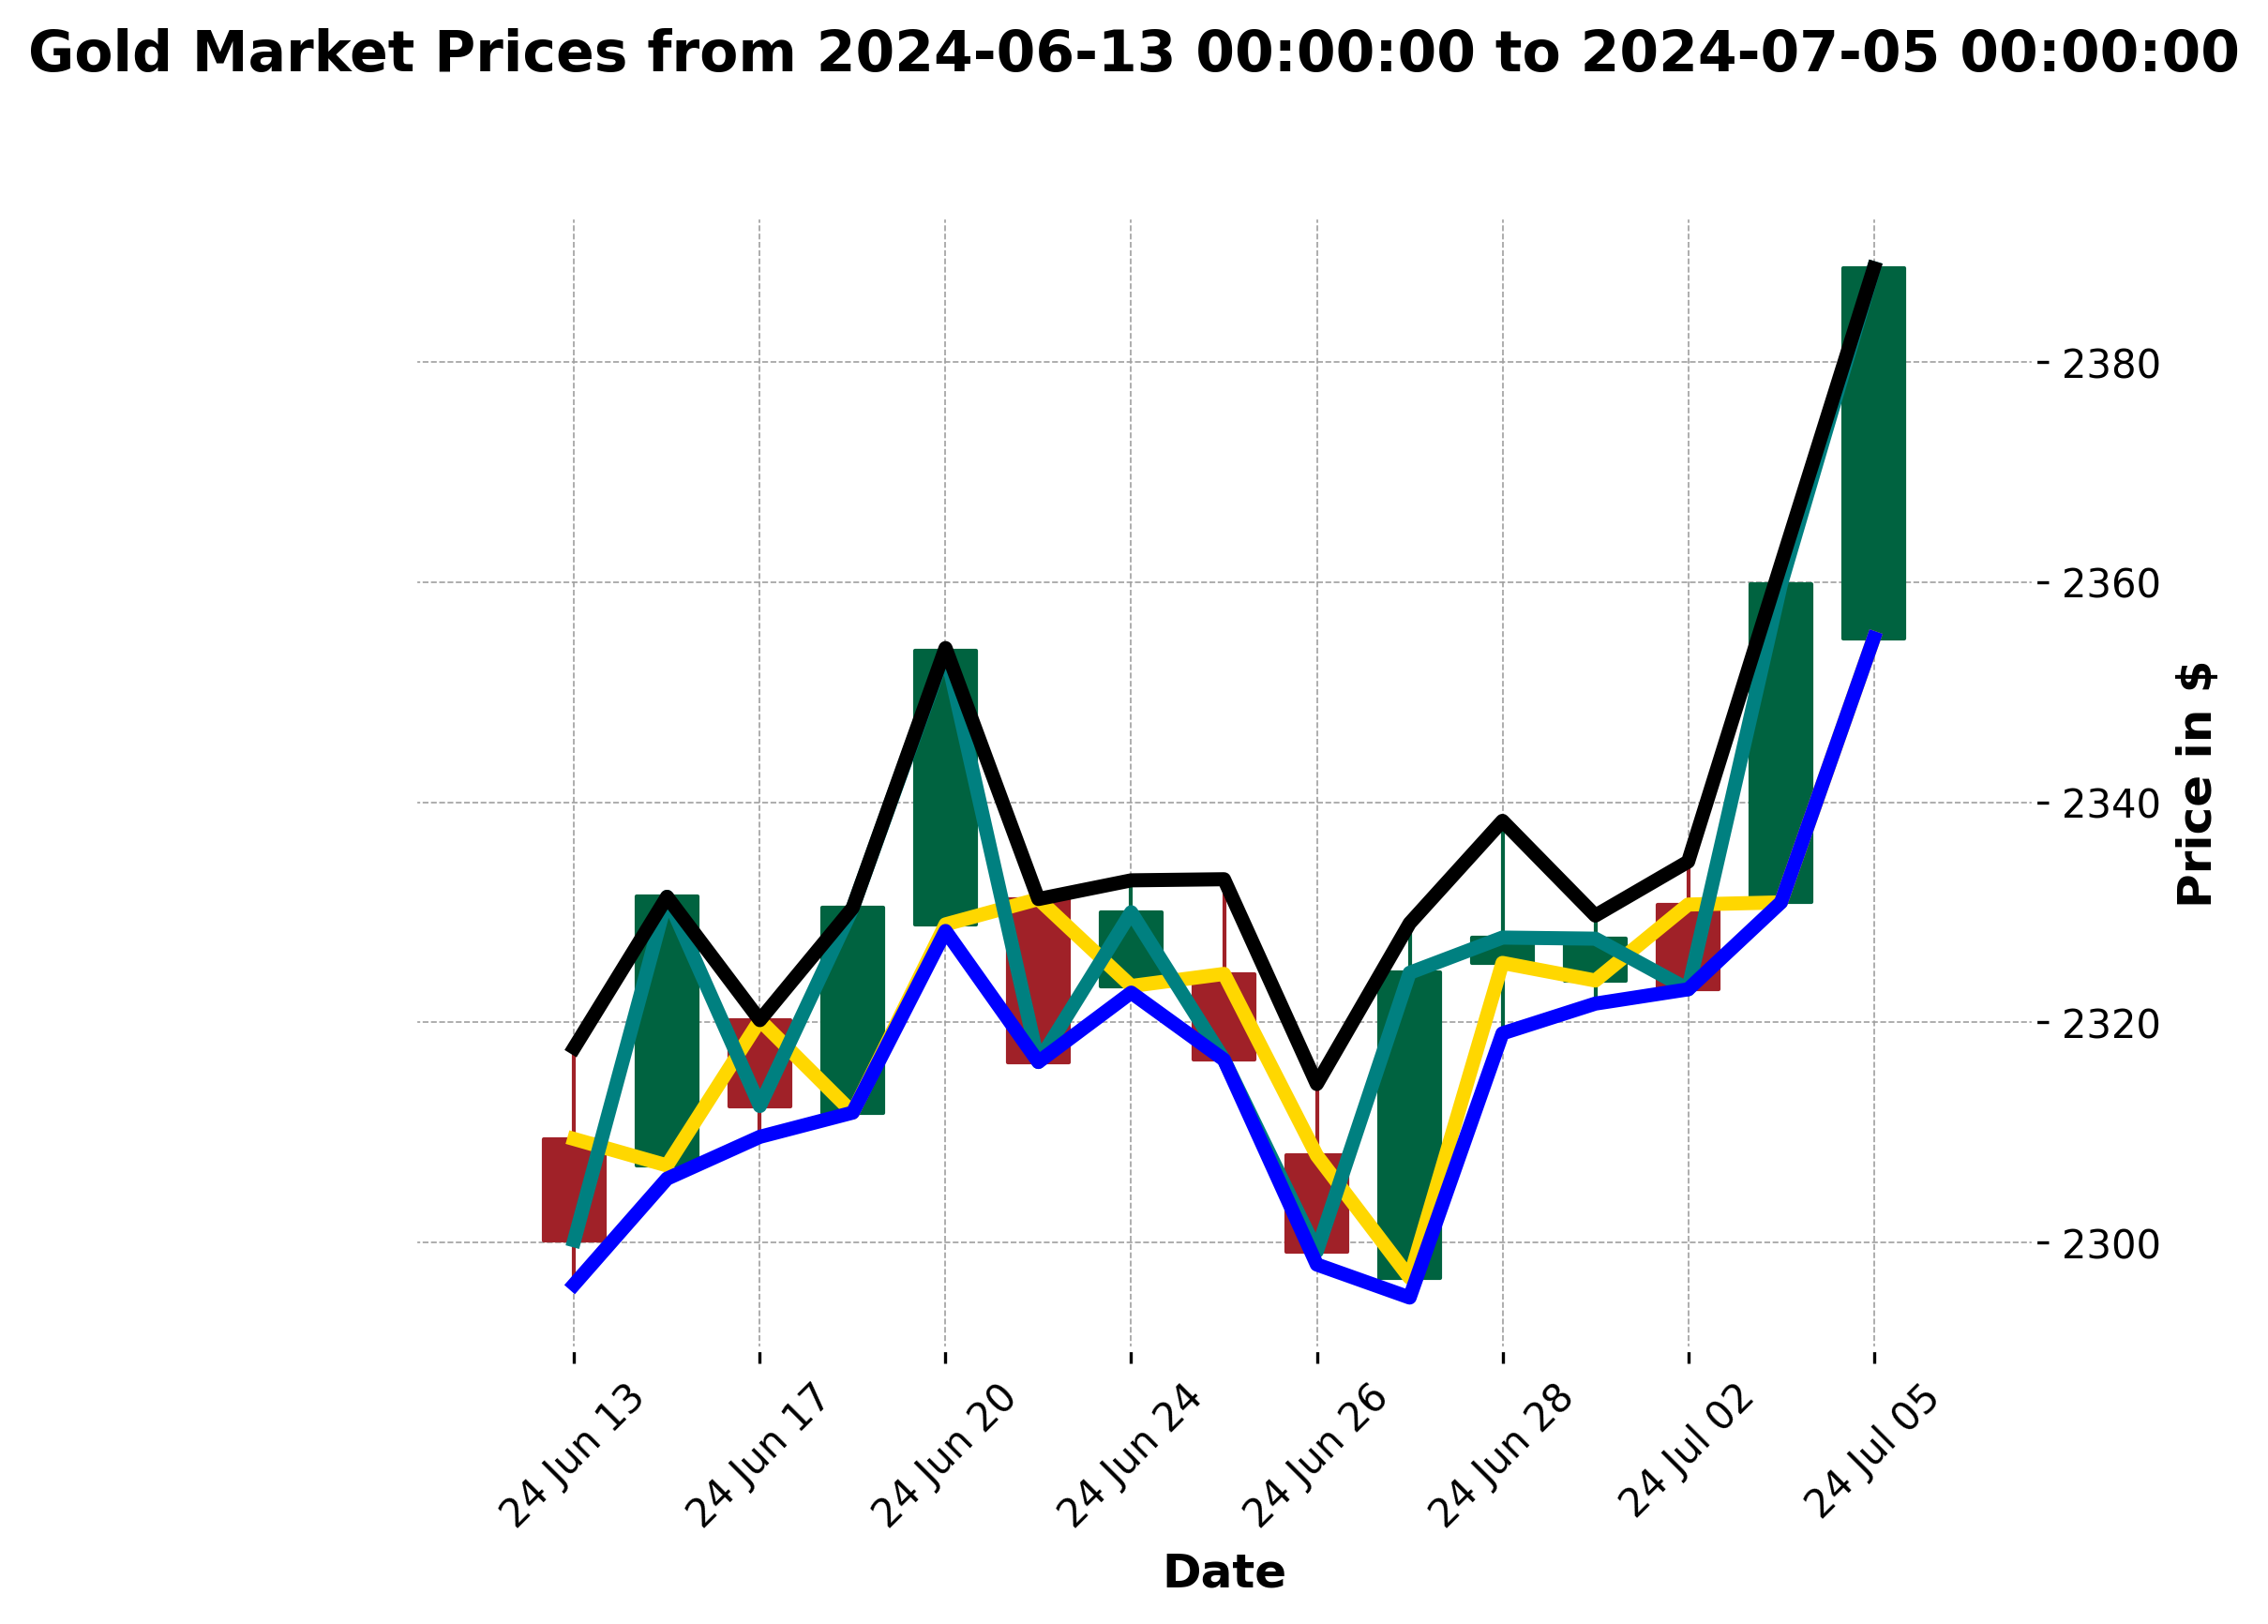 Gold Market Prices from 2024-06-13 00:00:00 to 2024-07-05 00:00:00
2380
2360
2340
2320
2300
Price in $
24 Jun 13
24 Jun 17
24 Jun 20
24 Jun 24
24 Jun 26
24 Jun 28
24 Jul 02
24 Jul 05
Date